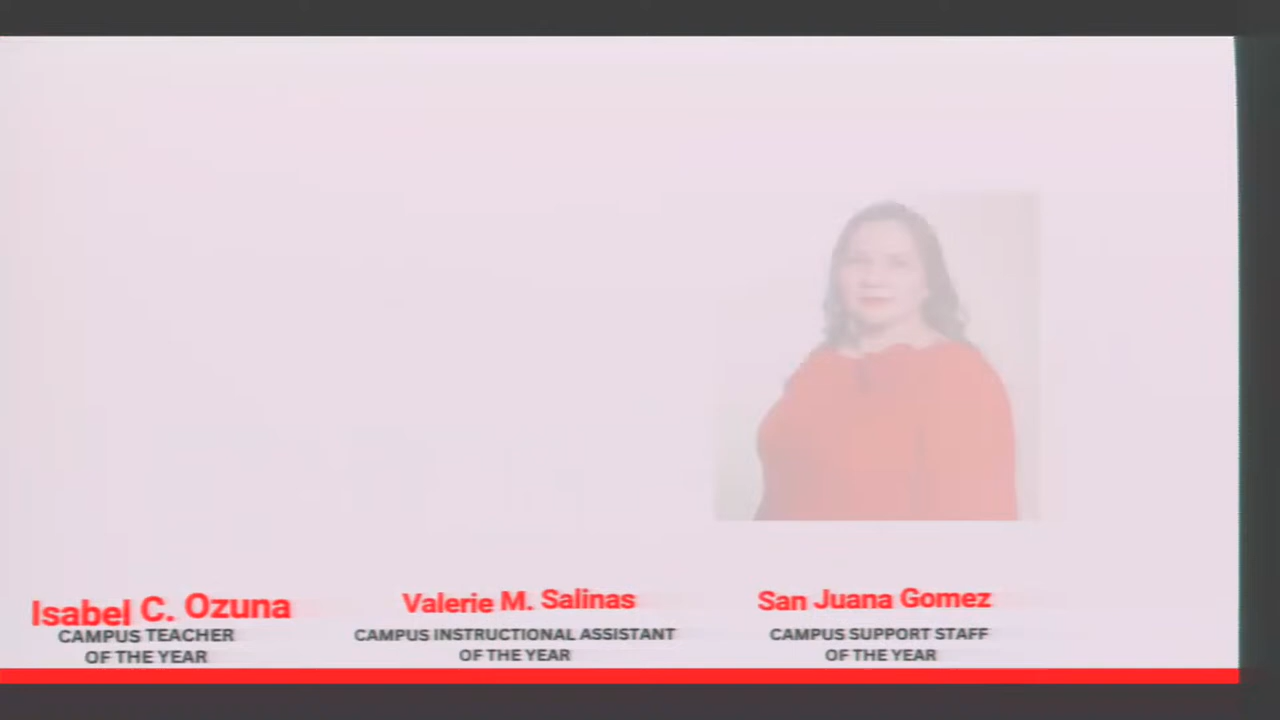 Isabel C. Ozuna
CAMPUS TEACHER
OF THE YEAR
Valerie M. Salinas
CAMPUS INSTRUCTIONAL ASSISTANT
OF THE YEAR
San Juana Gomez
CAMPUS SUPPORT STAFF
OF THE YEAR